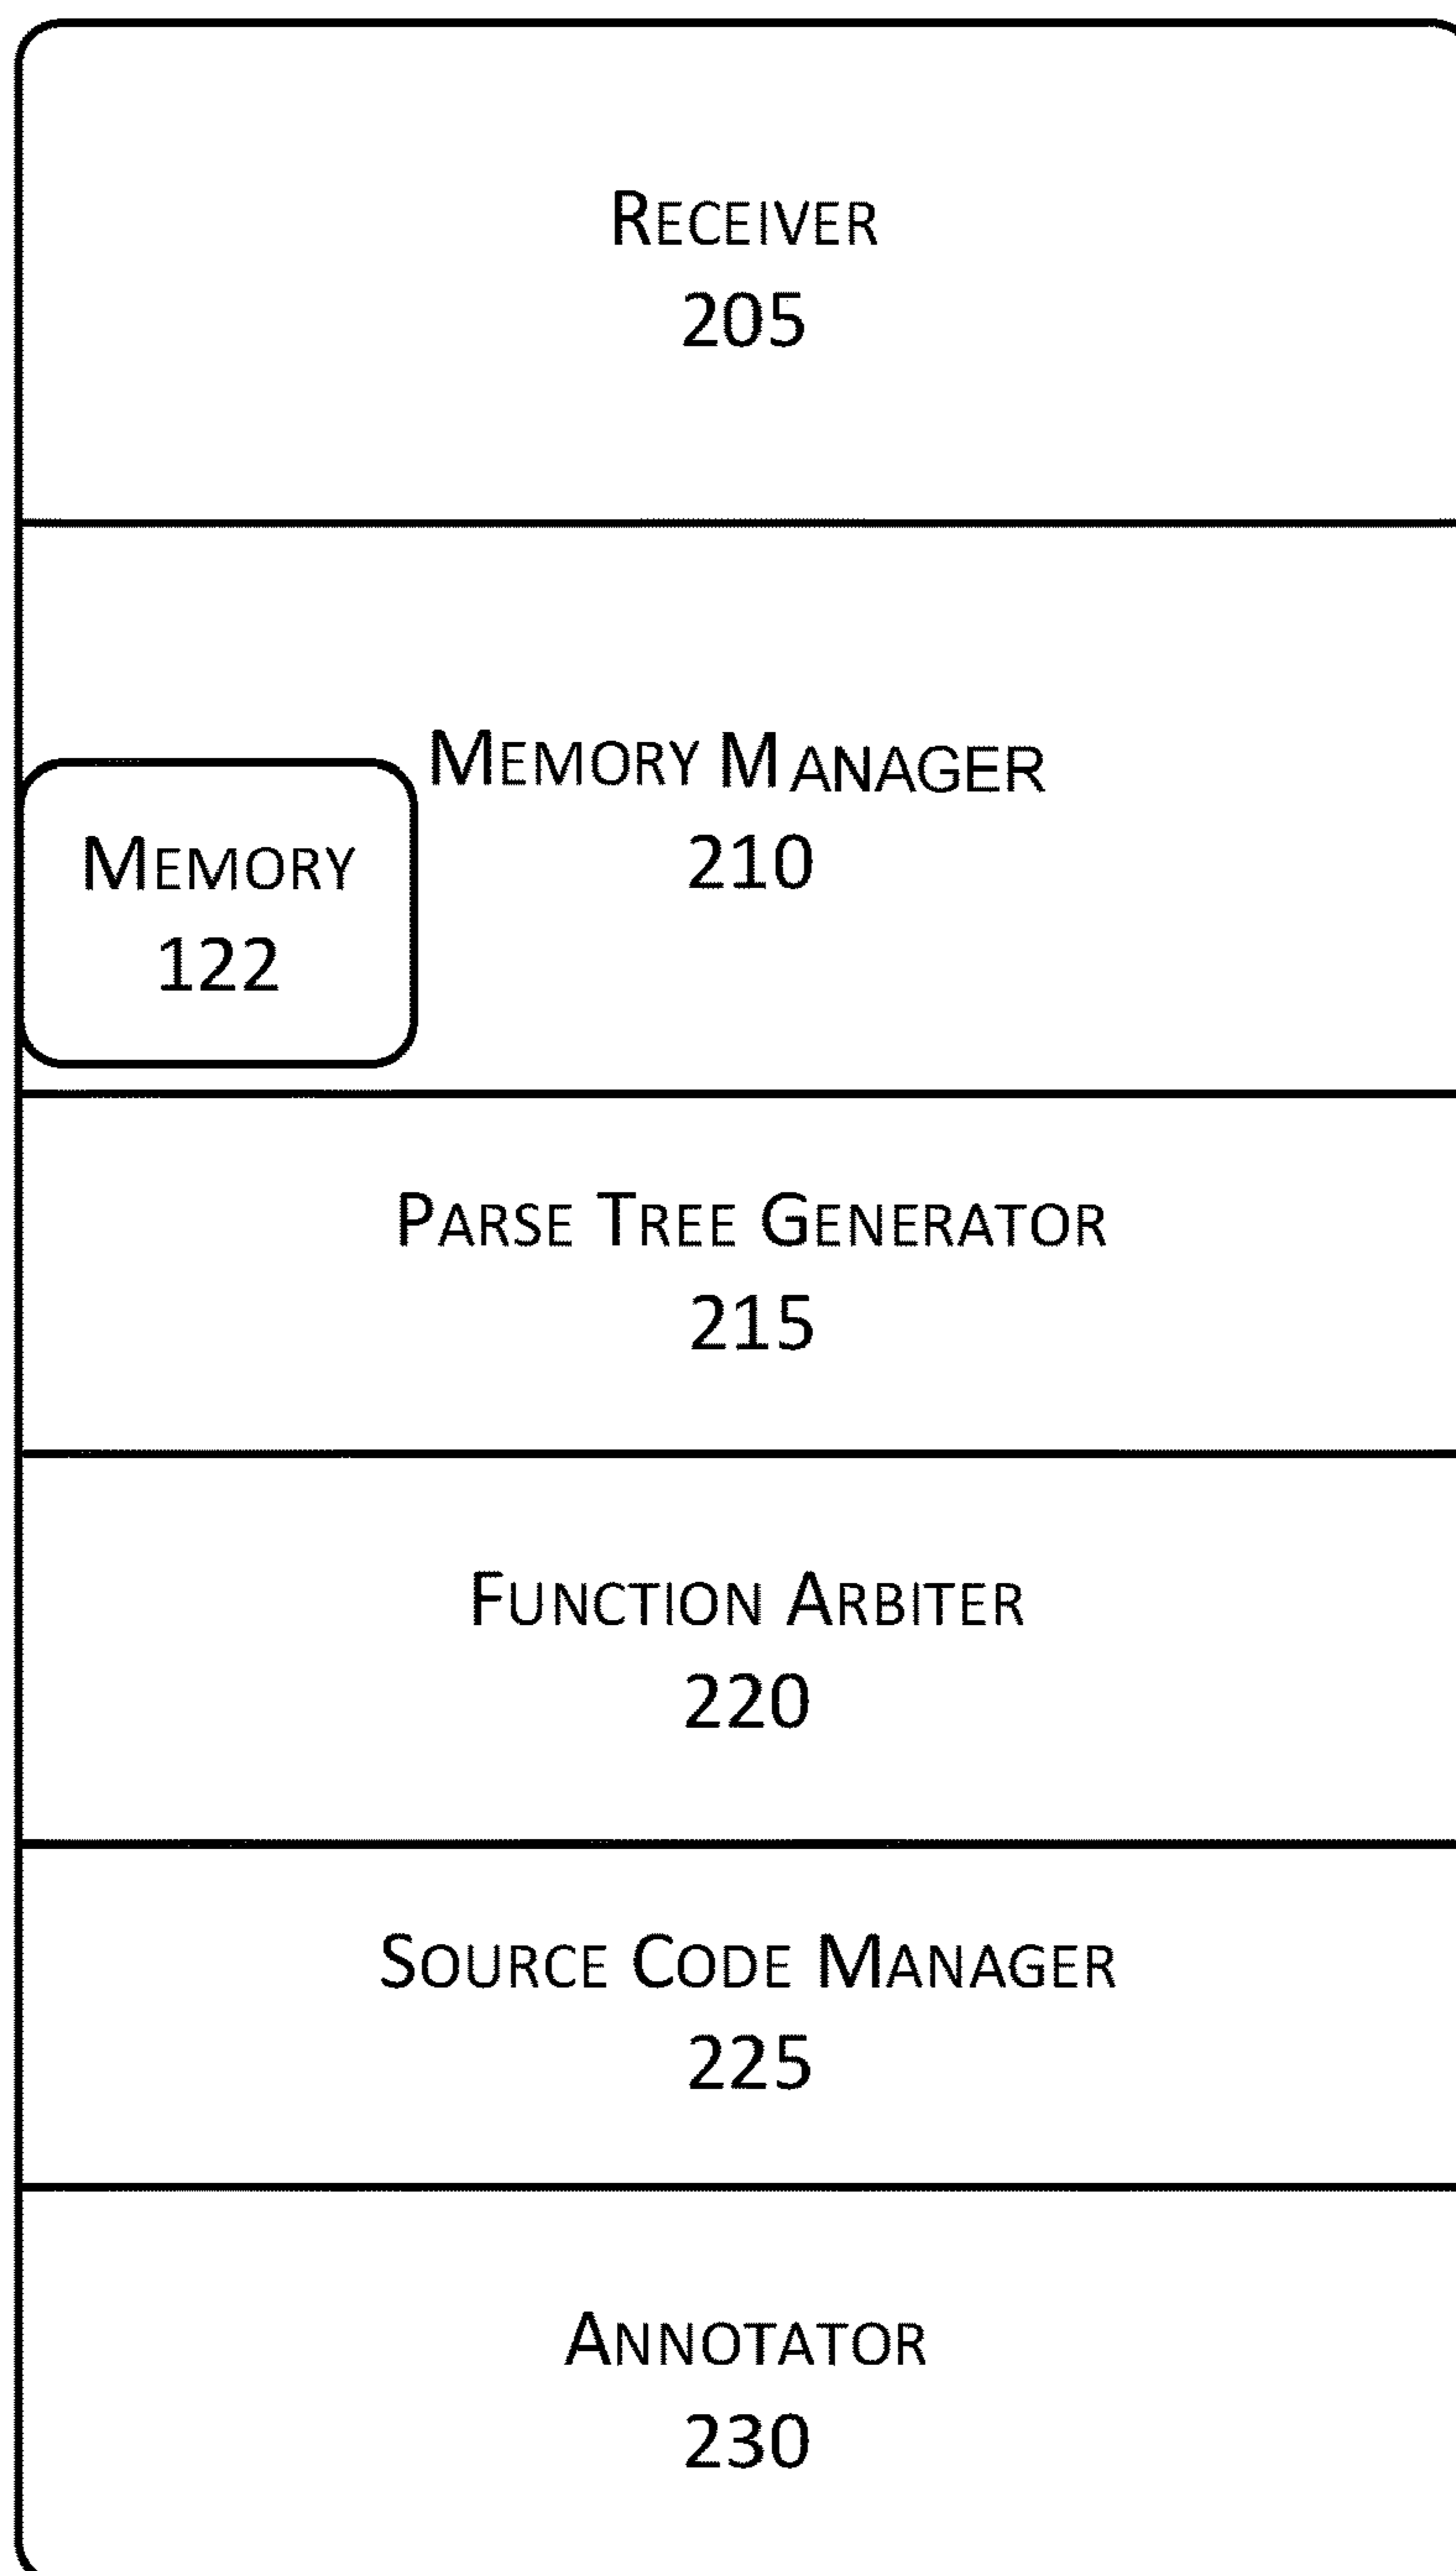 RECEIVER
205
MEMORY MANAGER
210
MEMORY
122
PARSE TREE GENERATOR
215
FUNCTION ARBITER
220
SOURCE CODE MANAGER
225
ANNOTATOR
230